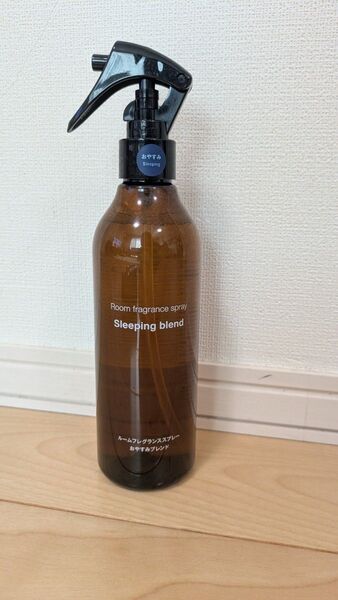 おやすみ
Sleeping
Room fragrance spray
Sleeping blend
ルームフレグランススプレー
おやすみブレンド